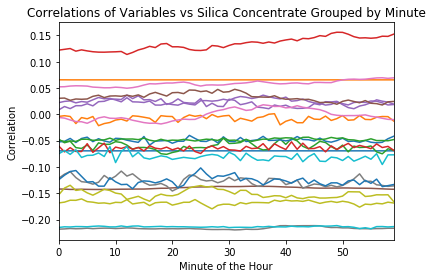 Correlations of Variables vs Silica Concentrate Grouped by Minute
0.15
0.10
0.05
0.00
−0.05
−0.10
−0.15
−0.20
Correlation
0 10 20 30 40 50
Minute of the Hour